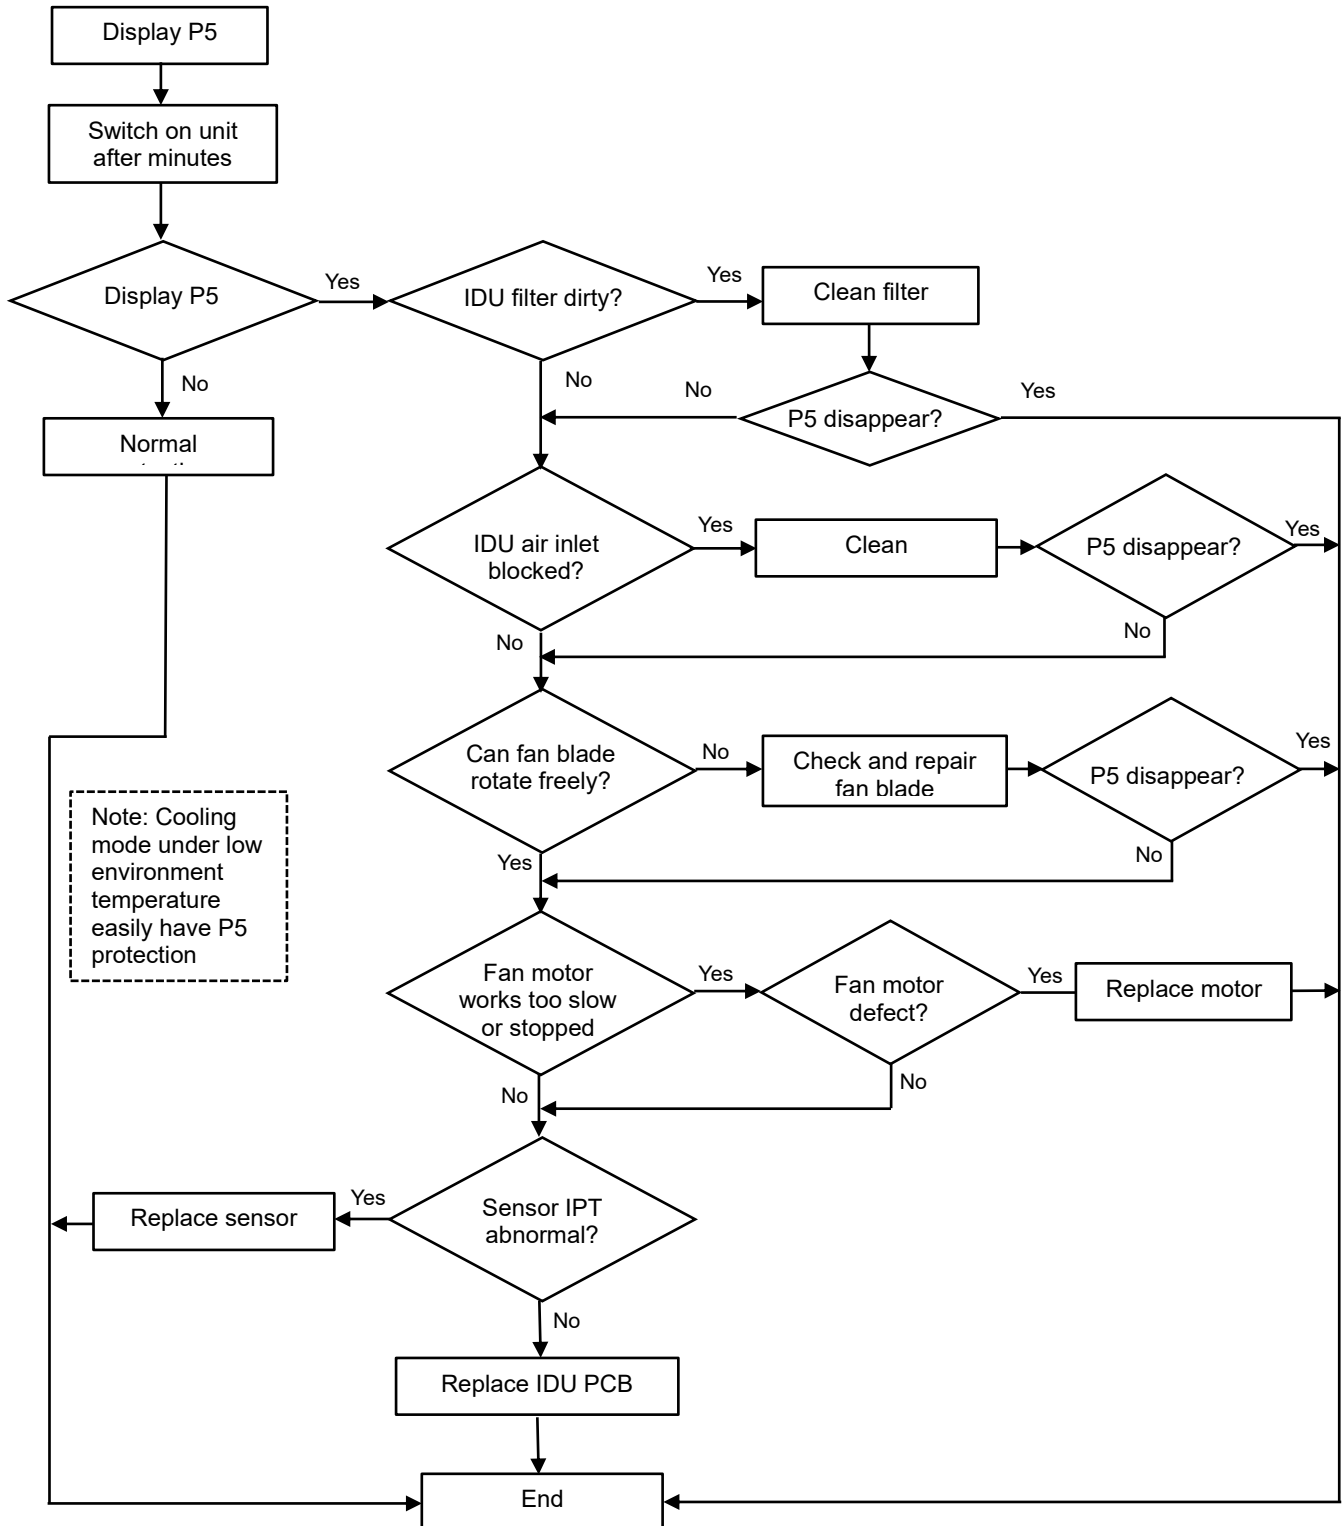 Display P5
Switch on unit
after minutes
Display P5
Yes
IDU filter dirty?
Yes
Clean filter
No
No
No
P5 disappear?
Yes
Normal
IDU air inlet
blocked?
Yes
Clean
P5 disappear?
Yes
No
No
Can fan blade
rotate freely?
No
Check and repair
fan blade
P5 disappear?
Yes
Yes
No
Note: Cooling
mode under low
environment
temperature
easily have P5
protection
Fan motor
works too slow
or stopped
Yes
Fan motor
defect?
Yes
Replace motor
No
No
Sensor IPT
abnormal?
Yes
Replace sensor
No
Replace IDU PCB
End